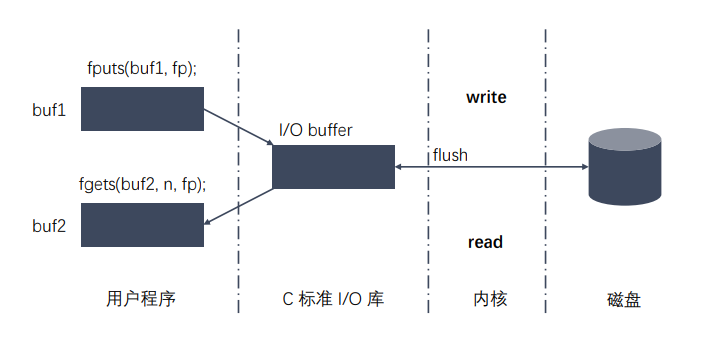 fputs(buf1, fp);
buf1
I/O buffer
write
flush
fgets(buf2, n, fp);
buf2
read
用户程序
C 标准 I/O 库
内核
磁盘